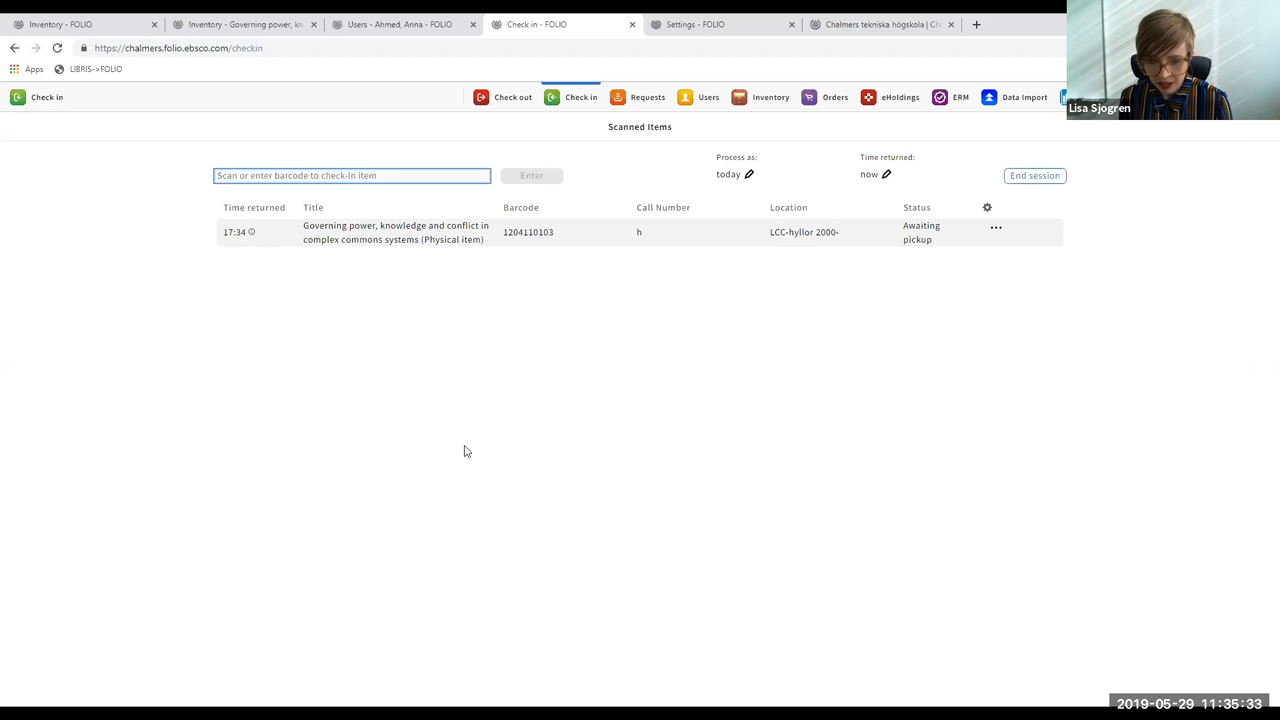 Inventory - FOLIO
Inventory - Governing power, kn
Users - Ahmed, Anna - FOLIO
Check in - FOLIO
Settings - FOLIO
Chalmers tekniska högskola | Ch
https://chalmers.folio.ebsco.com/checkin
Apps LIBRIS->FOLIO
Check in
Check out
Check in
Requests
Users
Inventory
Orders
eHoldings
ERM
Data Import
Lisa Sjogren
Scanned Items
Process as:
today
Time returned:
now
Scan or enter barcode to check-in item
Enter
End session
Time returned Title Barcode Call Number Location Status
17:34 Governing power, knowledge and conflict in 1204110103 h LCC-hyllor 2000- Awaiting
complex commons systems (Physical item) pickup
2019-05-29 11:35:33